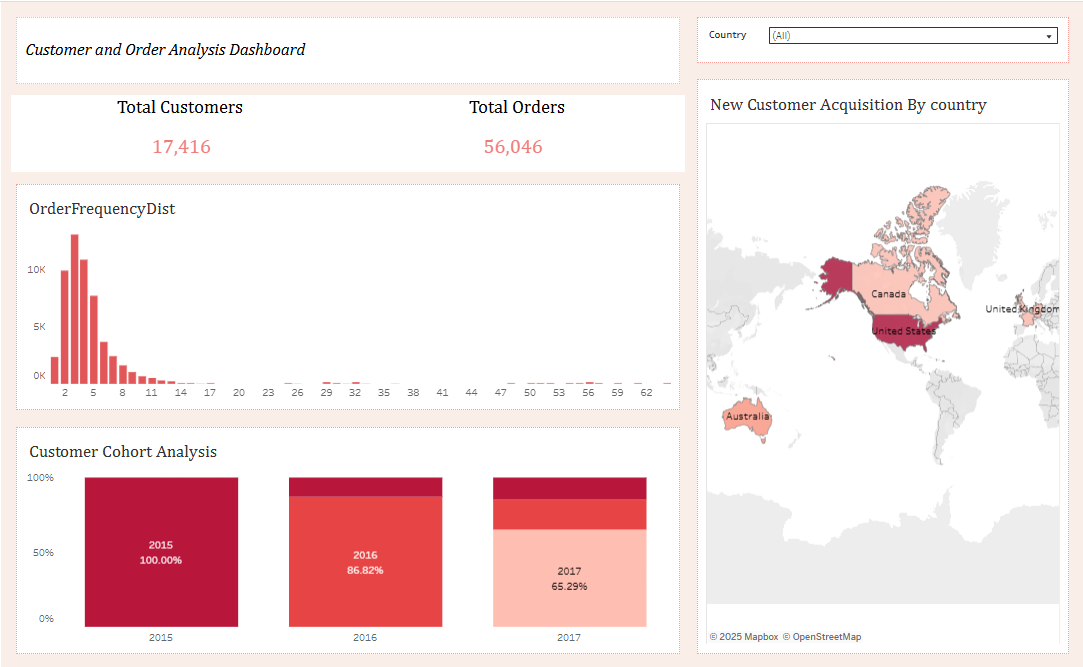 Customer and Order Analysis Dashboard
Country
(All)
Total Customers
Total Orders
17,416
56,046
New Customer Acquisition By country
Canada
United States
United Kingdom
Australia
© 2025 Mapbox © OpenStreetMap
OrderFrequencyDist
10K
5K
0K
2 5 8 11 14 17 20 23 26 29 32 35 38 41 44 47 50 53 56 59 62
Customer Cohort Analysis
100%
50%
0%
2015
100.00%
2016
86.82%
2017
65.29%
2015 2016 2017